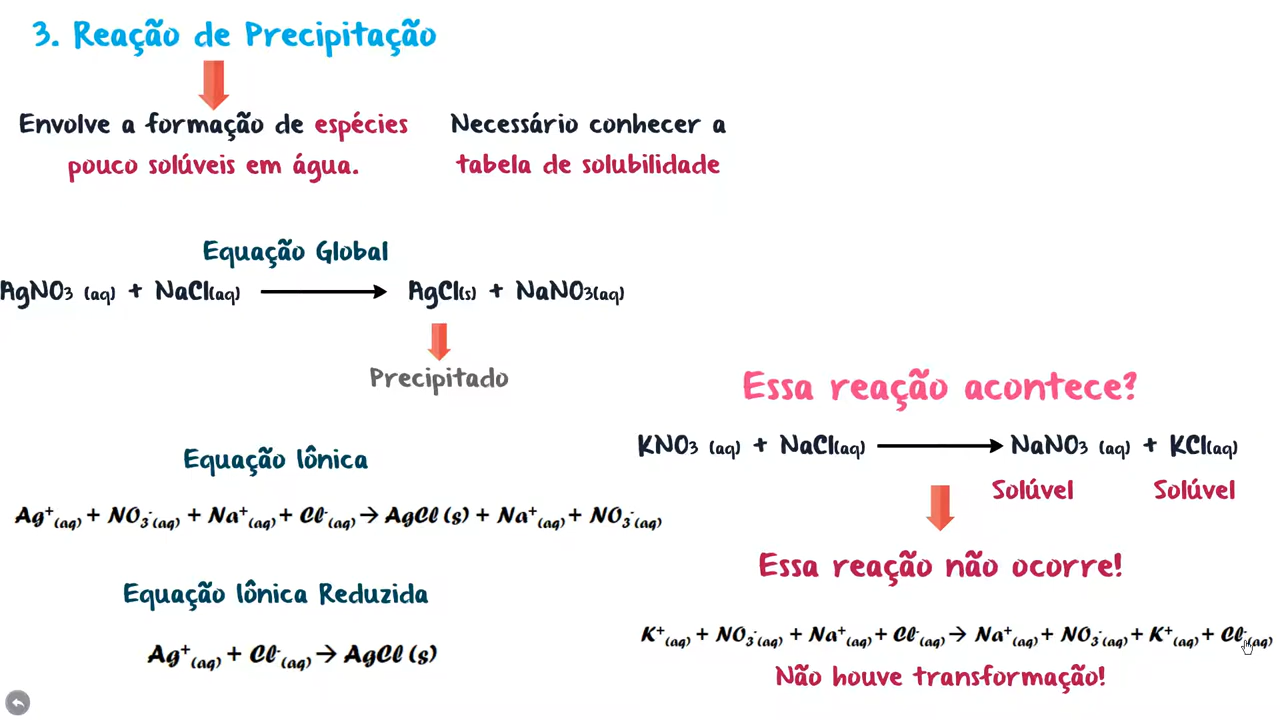 3. Reação de Precipitação
Envolve a formação de espécies
pouco solúveis em água.
Necessário conhecer a
tabela de solubilidade
Equação Global
AgNO₃ (aq) + NaCl(aq) → AgCl(s) + NaNO₃(aq)
Precipitado
Equação Iônica
Ag⁺(aq) + NO₃⁻(aq) + Na⁺(aq) + Cl⁻(aq) → AgCl (s) + Na⁺(aq) + NO₃⁻(aq)
Equação Iônica Reduzida
Ag⁺(aq) + Cl⁻(aq) → AgCl (s)
Essa reação acontece?
KNO₃ (aq) + NaCl(aq) → NaNO₃ (aq) + KCl(aq)
Solúvel Solúvel
Essa reação não ocorre!
K⁺(aq) + NO₃⁻(aq) + Na⁺(aq) + Cl⁻(aq) → Na⁺(aq) + NO₃⁻(aq) + K⁺(aq) + Cl⁻(aq)
Não houve transformação!